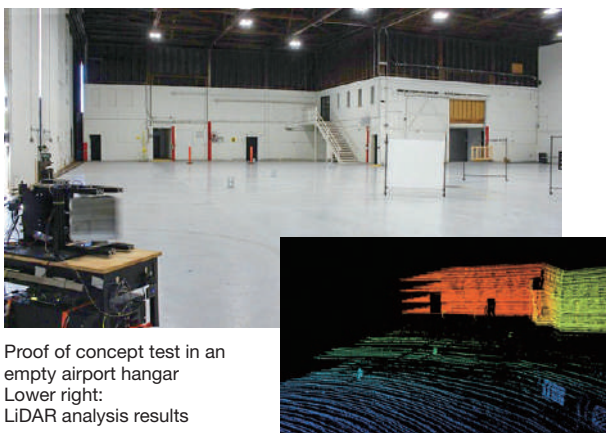 Proof of concept test in an
empty airport hangar
Lower right:
LiDAR analysis results